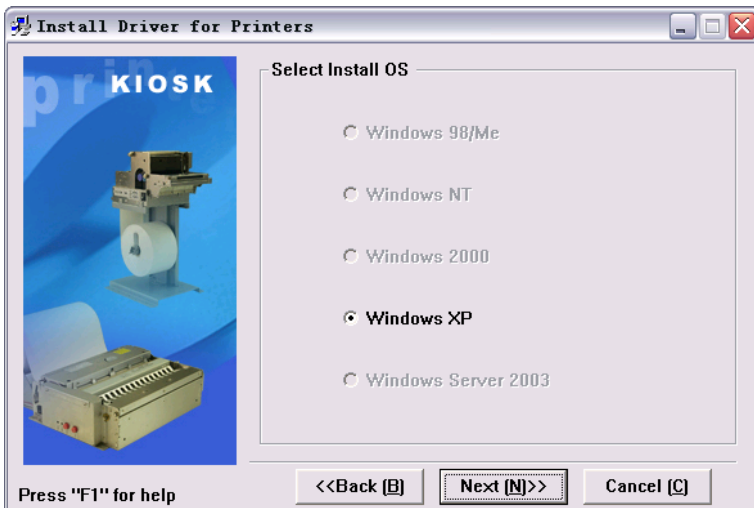 Install Driver for Printers
printe
KIOSK
Select Install OS
Windows 98/Me
Windows NT
Windows 2000
Windows XP
Windows Server 2003
Press "F1" for help
<<Back (B)
Next (N)>>
Cancel (C)